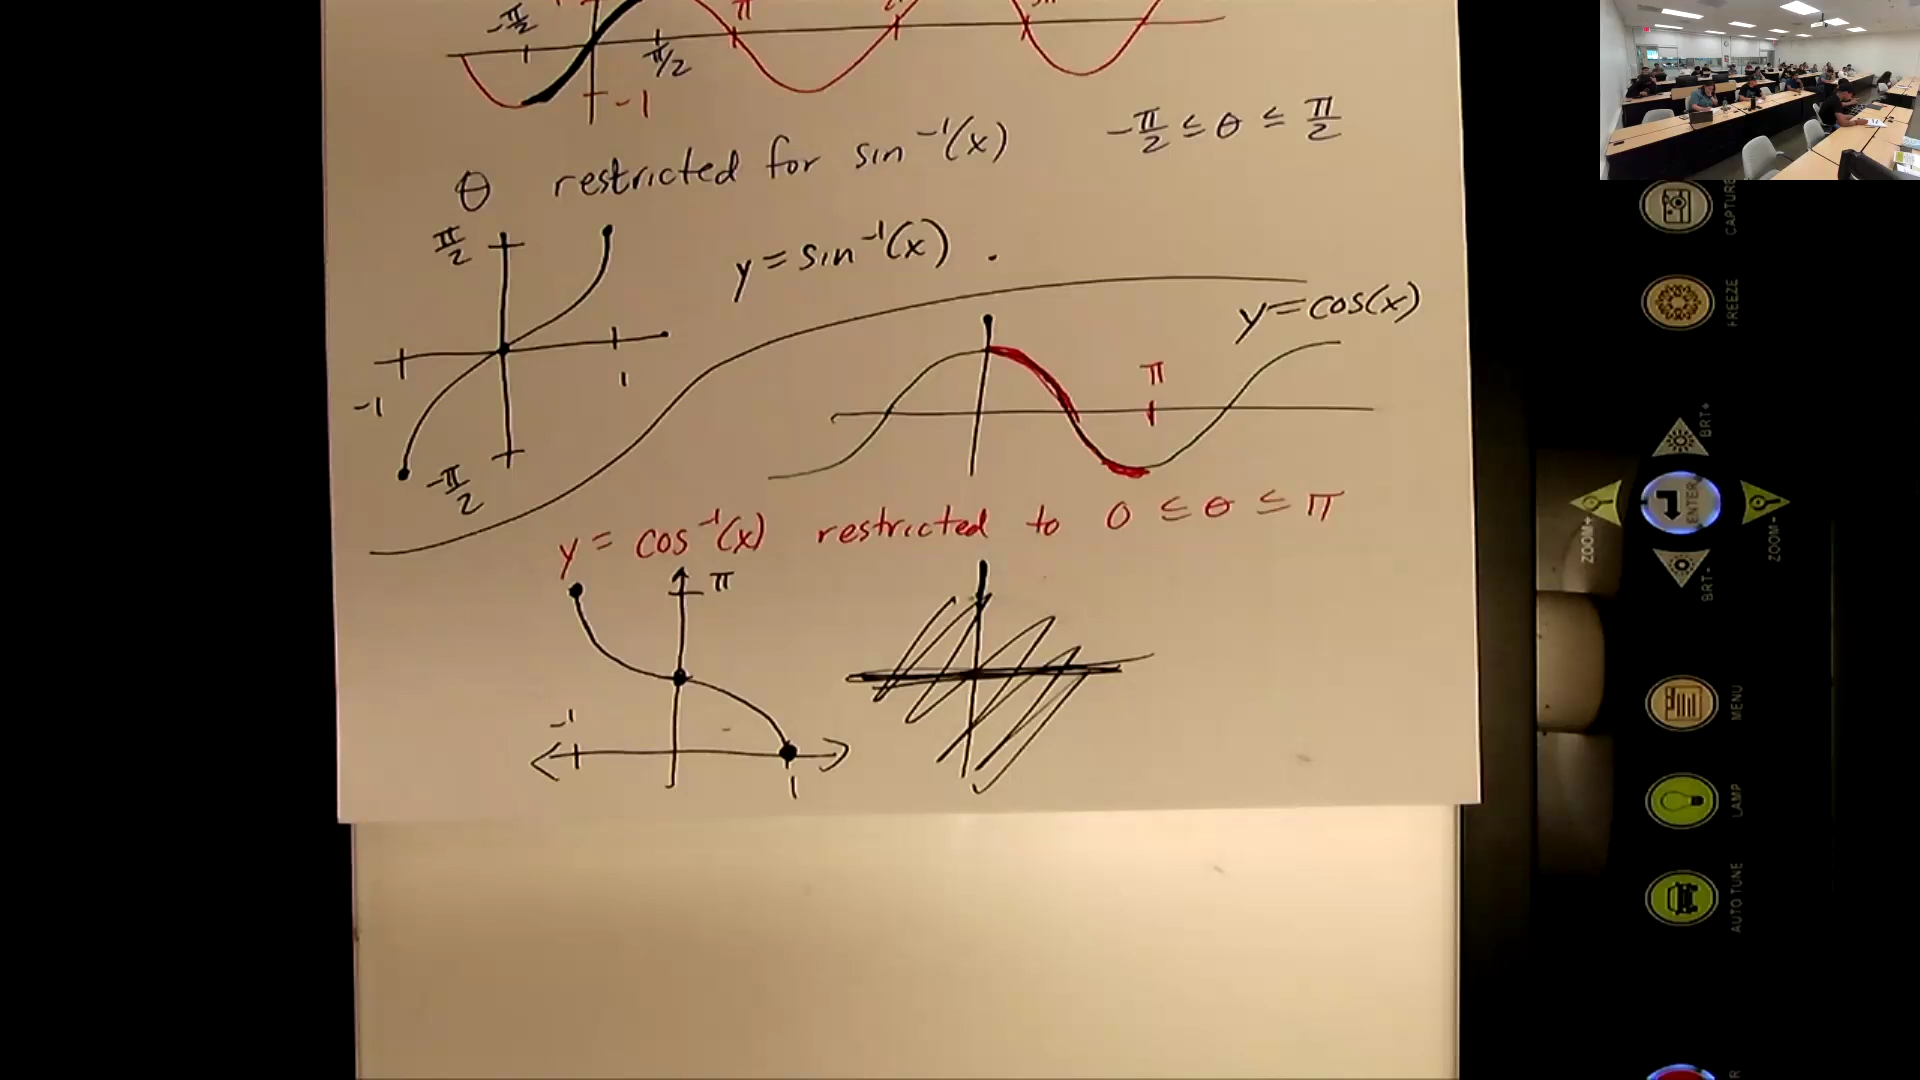 -π/2 π 3π
π/2
-1
θ restricted for sin⁻¹(x) -π/2 ≤ θ ≤ π/2
π/2
y = sin⁻¹(x) .
-1 1
-π/2
y = cos(x)
π
y = cos⁻¹(x) restricted to 0 ≤ θ ≤ π
π
-1
1
CAPTURE
FREEZE
BRT+
ZOOM+ ENTER ZOOM-
BRT-
MENU
LAMP
AUTO TUNE